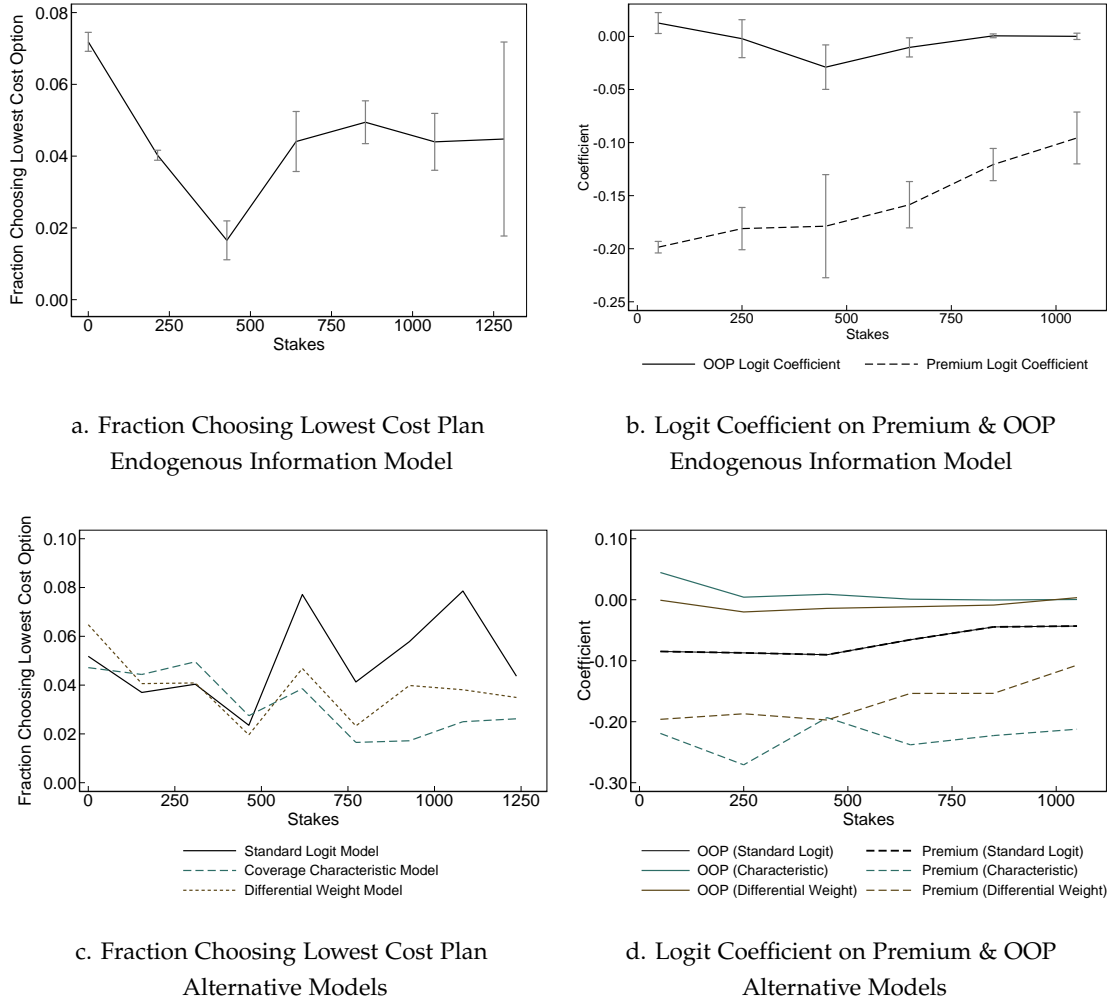 Fraction Choosing Lowest Cost Option
0.08
0.06
0.04
0.02
0.00
0 250 500 750 1000 1250
Stakes
a. Fraction Choosing Lowest Cost Plan
Endogenous Information Model
Coefficient
0.00
-0.05
-0.10
-0.15
-0.20
-0.25
0 500 1000
Stakes
OOP Logit Coefficient Premium Logit Coefficient
b. Logit Coefficient on Premium & OOP
Endogenous Information Model
Fraction Choosing Lowest Cost Option
0.10
0.08
0.06
0.04
0.02
0.00
0 250 500 750 1000 1250
Stakes
Standard Logit Model
Coverage Characteristic Model
Differential Weight Model
c. Fraction Choosing Lowest Cost Plan
Alternative Models
Coefficient
0.10
0.00
-0.10
-0.20
-0.30
0 250 500 750 1000
Stakes
OOP (Standard Logit) Premium (Standard Logit)
OOP (Characteristic) Premium (Characteristic)
OOP (Differential Weight) Premium (Differential Weight)
d. Logit Coefficient on Premium & OOP
Alternative Models